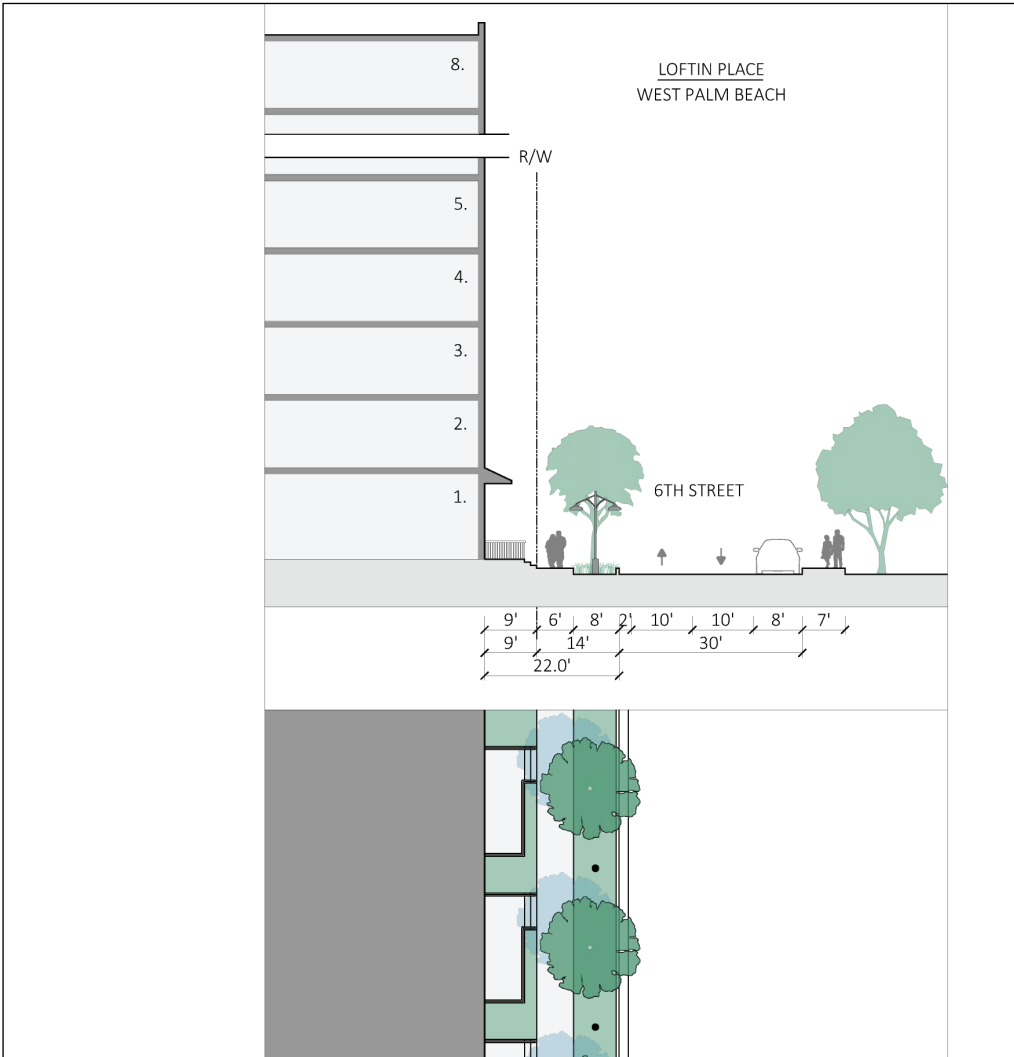 8.
LOFTIN PLACE
WEST PALM BEACH
R/W
5.
4.
3.
2.
6TH STREET
1.
9' 6' 8' 2' 10' 10' 8' 7'
9' 14' 30'
22.0'